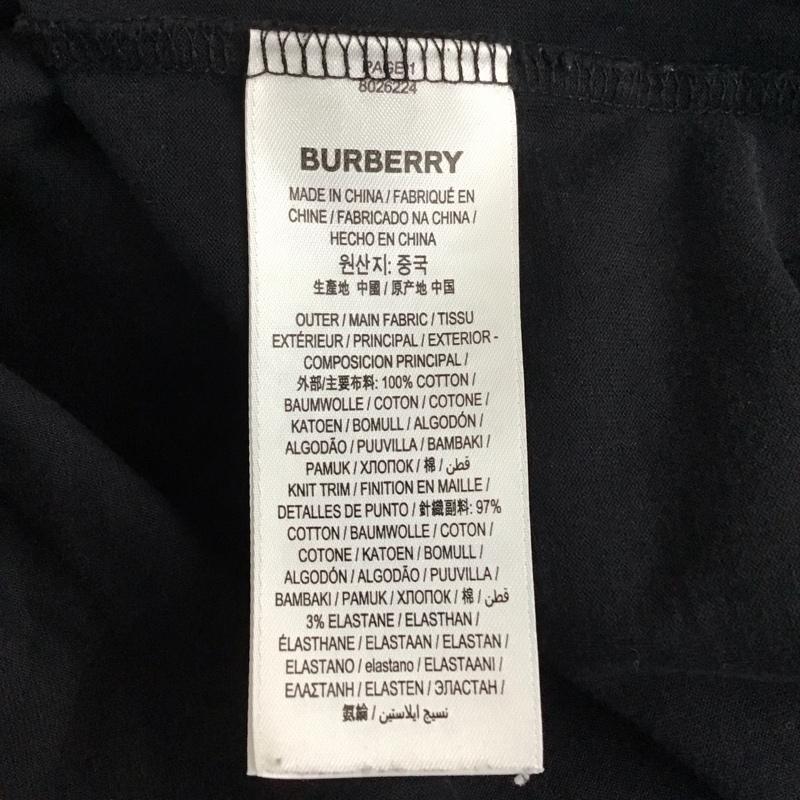 PAGE 1
8026224
BURBERRY
MADE IN CHINA / FABRIQUÉ EN
CHINE / FABRICADO NA CHINA /
HECHO EN CHINA
원산지: 중국
生產地 中國 / 原产地 中国
OUTER / MAIN FABRIC / TISSU
EXTÉRIEUR / PRINCIPAL / EXTERIOR -
COMPOSICION PRINCIPAL /
外部/主要布料: 100% COTTON /
BAUMWOLLE / COTON / COTONE /
KATOEN / BOMULL / ALGODÓN /
ALGODÃO / PUUVILLA / BAMBAKI /
PAMUK / ХЛОПОК / 棉 / قطن
KNIT TRIM / FINITION EN MAILLE /
DETALLES DE PUNTO / 針織副料: 97%
COTTON / BAUMWOLLE / COTON /
COTONE / KATOEN / BOMULL /
ALGODÓN / ALGODÃO / PUUVILLA /
BAMBAKI / PAMUK / ХЛОПОК / 棉 / قطن
3% ELASTANE / ELASTHAN /
ÉLASTHANE / ELASTAAN / ELASTAN /
ELASTANO / elastano / ELASTAANI /
ΕΛΑΣΤΑΝΗ / ELASTEN / ЭЛАСТАН /
氨綸 / نسيج ايلاستين